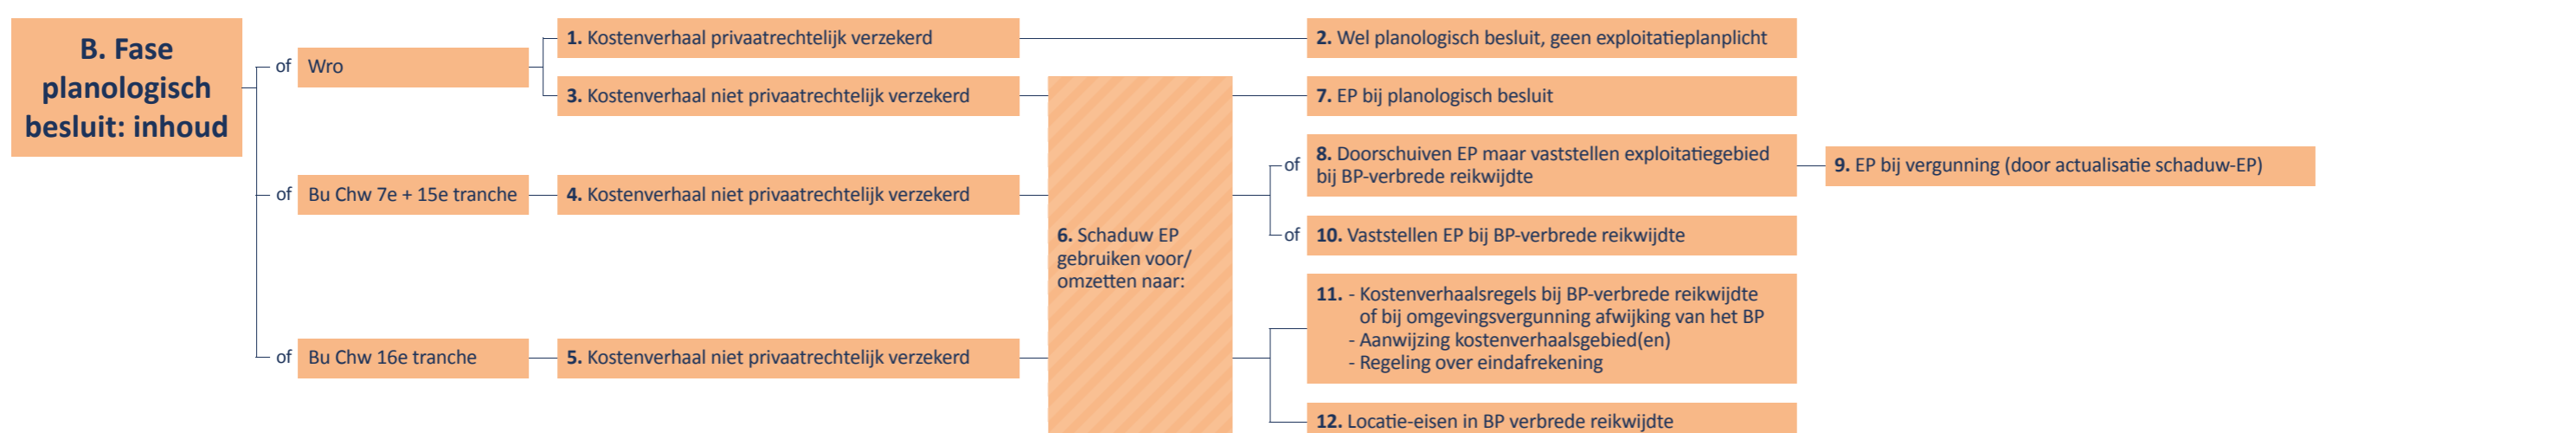 B. Fase
planologisch
besluit: inhoud
of
Wro
1. Kostenverhaal privaatrechtelijk verzekerd
2. Wel planologisch besluit, geen exploitatieplanplicht
3. Kostenverhaal niet privaatrechtelijk verzekerd
7. EP bij planologisch besluit
of
Bu Chw 7e + 15e tranche
4. Kostenverhaal niet privaatrechtelijk verzekerd
6. Schaduw EP
gebruiken voor/
omzetten naar:
of
8. Doorschuiven EP maar vaststellen exploitatiegebied
bij BP-verbrede reikwijdte
9. EP bij vergunning (door actualisatie schaduw-EP)
of
10. Vaststellen EP bij BP-verbrede reikwijdte
of
Bu Chw 16e tranche
5. Kostenverhaal niet privaatrechtelijk verzekerd
11. - Kostenverhaalsregels bij BP-verbrede reikwijdte
of bij omgevingsvergunning afwijking van het BP
- Aanwijzing kostenverhaalsgebied(en)
- Regeling over eindafrekening
12. Locatie-eisen in BP verbrede reikwijdte